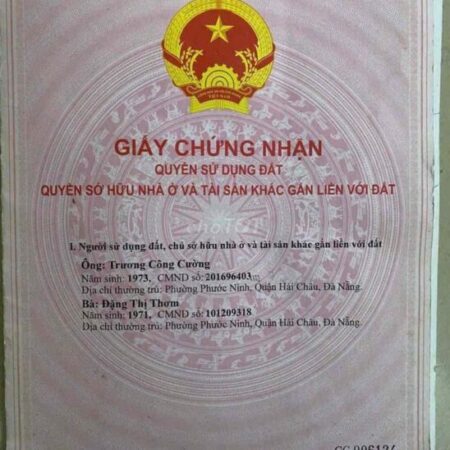 GIẤY CHỨNG NHẬN
QUYỀN SỬ DỤNG ĐẤT
QUYỀN SỞ HỮU NHÀ Ở VÀ TÀI SẢN KHÁC GẮN LIỀN VỚI ĐẤT
chợTỐT
I. Người sử dụng đất, chủ sở hữu nhà ở và tài sản khác gắn liền với đất
Ông: Trương Công Cường
Năm sinh: 1973, CMND số: 201696403
Địa chỉ thường trú: Phường Phước Ninh, Quận Hải Châu, Đà Nẵng.
Bà: Đặng Thị Thơm
Năm sinh: 1971, CMND số: 101209318
Địa chỉ thường trú: Phường Phước Ninh, Quận Hải Châu, Đà Nẵng.